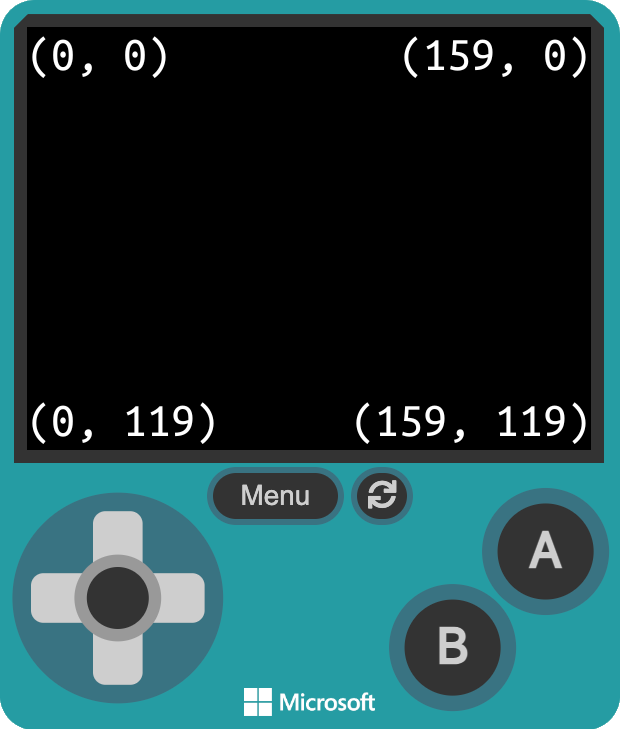 (0, 0) (159, 0)
(0, 119) (159, 119)
Menu
A
B
Microsoft